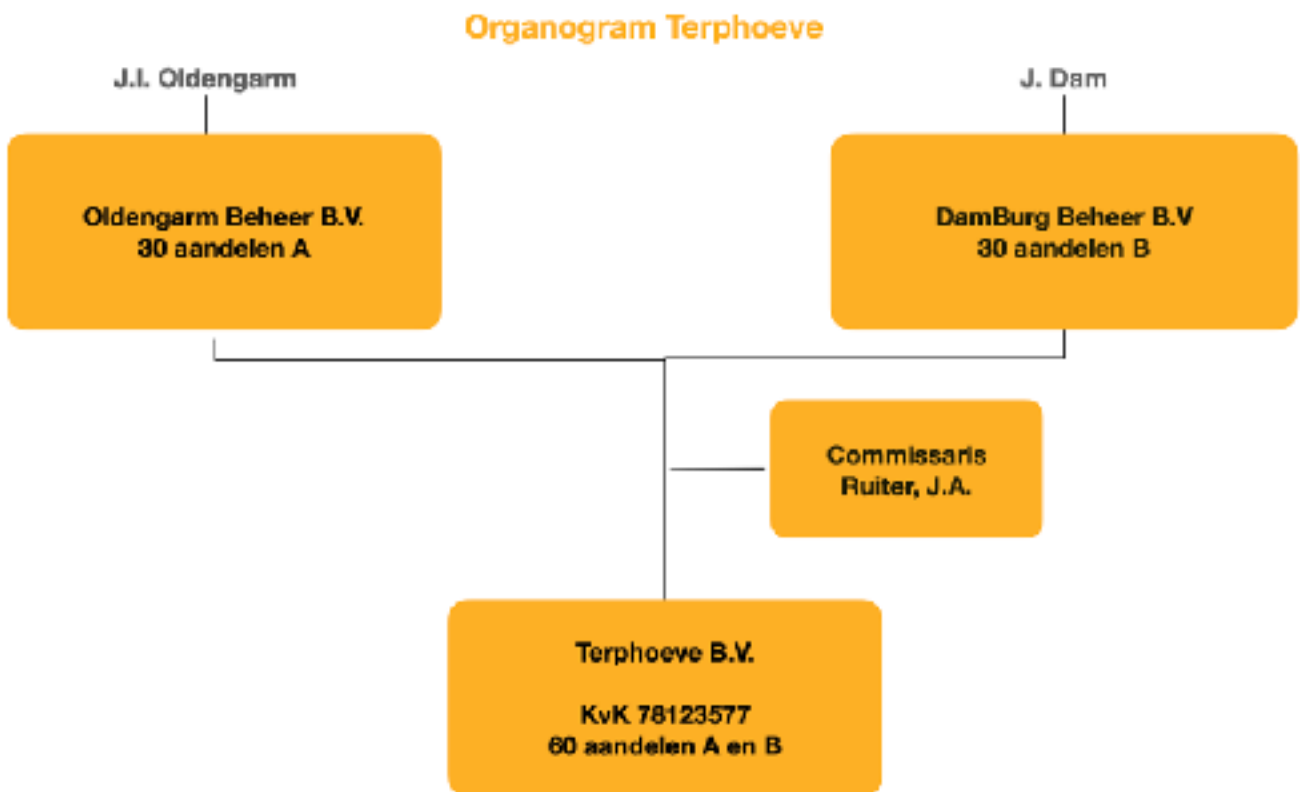 Organogram Terphoeve
J.I. Oldengarm
J. Dam
Oldengarm Beheer B.V.
30 aandelen A
DamBurg Beheer B.V
30 aandelen B
Commissaris
Ruiter, J.A.
Terphoeve B.V.
KvK 78123577
60 aandelen A en B